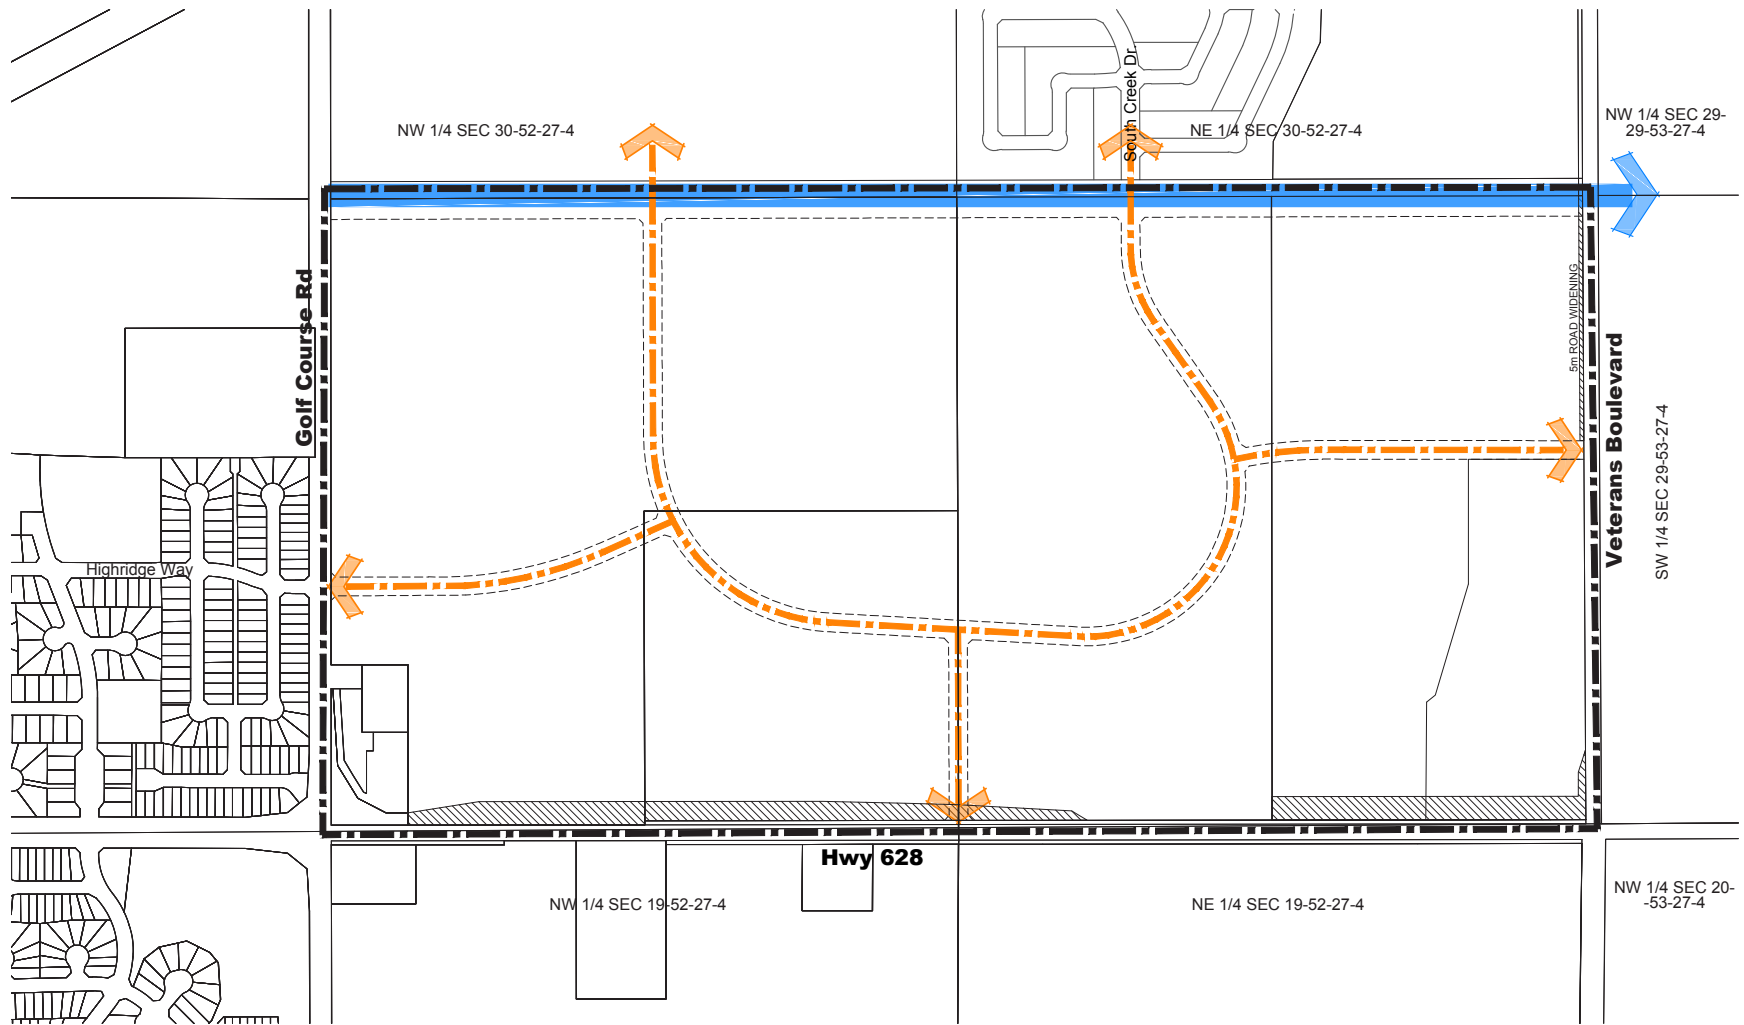 South Creek Dr.
NW 1/4 SEC 30-52-27-4
NE 1/4 SEC 30-52-27-4
NW 1/4 SEC 29-
29-53-27-4
Golf Course Rd
5m ROAD WIDENING
Veterans Boulevard
SW 1/4 SEC 29-53-27-4
Highridge Way
Hwy 628
NW 1/4 SEC 19-52-27-4
NE 1/4 SEC 19-52-27-4
NW 1/4 SEC 20-
-53-27-4